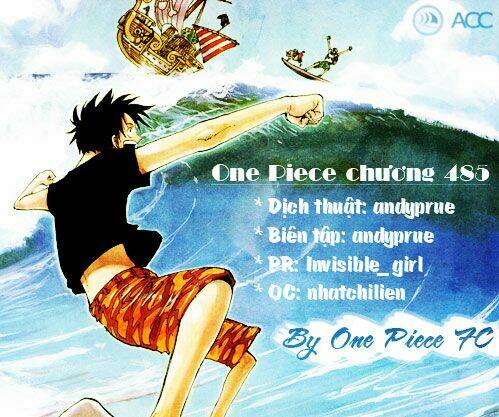 ACC
One Piece chương 485
* Dịch thuật: andyprue
* Biên tập: andyprue
* PR: Invisible_girl
* QC: nhatchilien
By One Piece FC